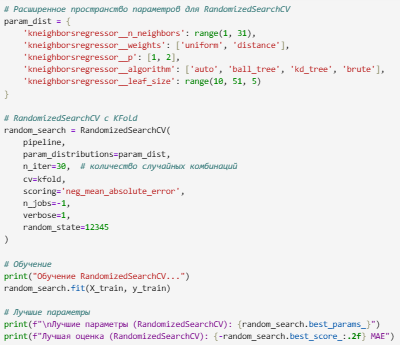 # Расширенное пространство параметров для RandomizedSearchCV
param_dist = {
    'kneighborsregressor__n_neighbors': range(1, 31),
    'kneighborsregressor__weights': ['uniform', 'distance'],
    'kneighborsregressor__p': [1, 2],
    'kneighborsregressor__algorithm': ['auto', 'ball_tree', 'kd_tree', 'brute'],
    'kneighborsregressor__leaf_size': range(10, 51, 5)
}

# RandomizedSearchCV с KFold
random_search = RandomizedSearchCV(
    pipeline,
    param_distributions=param_dist,
    n_iter=30,  # количество случайных комбинаций
    cv=kfold,
    scoring='neg_mean_absolute_error',
    n_jobs=-1,
    verbose=1,
    random_state=12345
)

# Обучение
print("Обучение RandomizedSearchCV...")
random_search.fit(X_train, y_train)

# Лучшие параметры
print(f"\nЛучшие параметры (RandomizedSearchCV): {random_search.best_params_}")
print(f"Лучшая оценка (RandomizedSearchCV): {-random_search.best_score_:.2f} MAE")